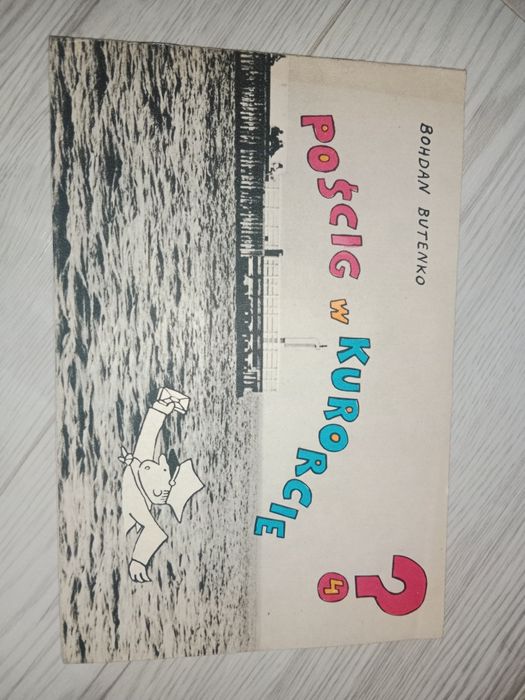 BOHDAN BUTENKO
POŚCIG W KURORCIE
?
4